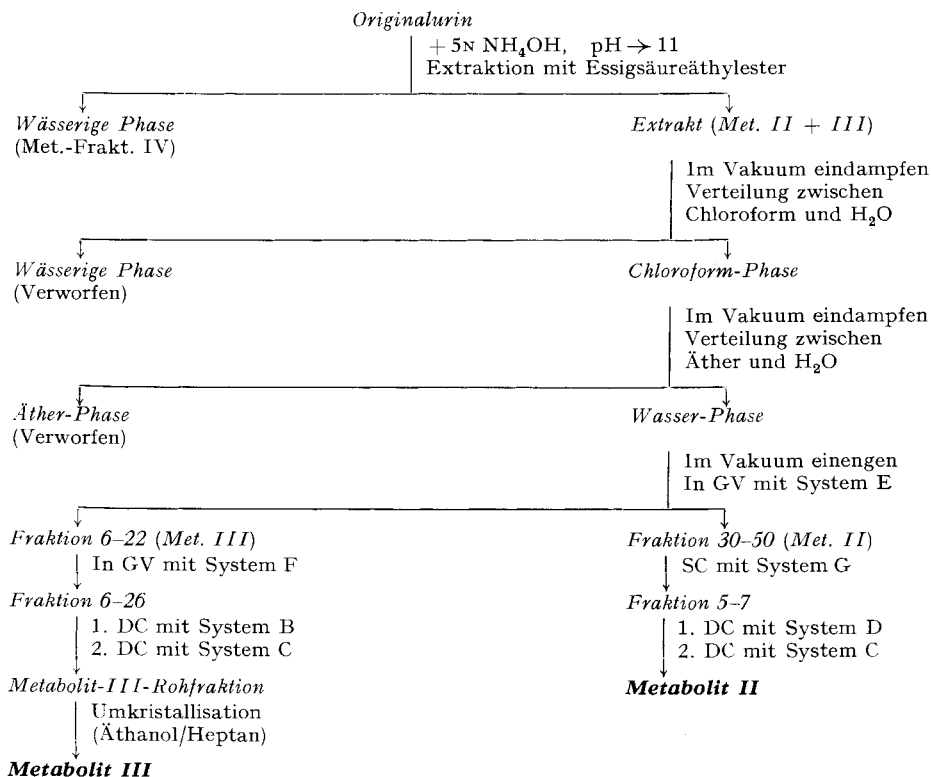 Originalurin
+ 5N NH₄OH, pH → 11
Extraktion mit Essigsäureäthylester
Wässerige Phase
(Met.-Frakt. IV)
Extrakt (Met. II + III)
Im Vakuum eindampfen
Verteilung zwischen
Chloroform und H₂O
Wässerige Phase
(Verworfen)
Chloroform-Phase
Im Vakuum eindampfen
Verteilung zwischen
Äther und H₂O
Äther-Phase
(Verworfen)
Wasser-Phase
Im Vakuum einengen
In GV mit System E
Fraktion 6–22 (Met. III)
In GV mit System F
Fraktion 6–26
1. DC mit System B
2. DC mit System C
Metabolit-III-Rohfraktion
Umkristallisation
(Äthanol/Heptan)
Metabolit III
Fraktion 30–50 (Met. II)
SC mit System G
Fraktion 5–7
1. DC mit System D
2. DC mit System C
Metabolit II